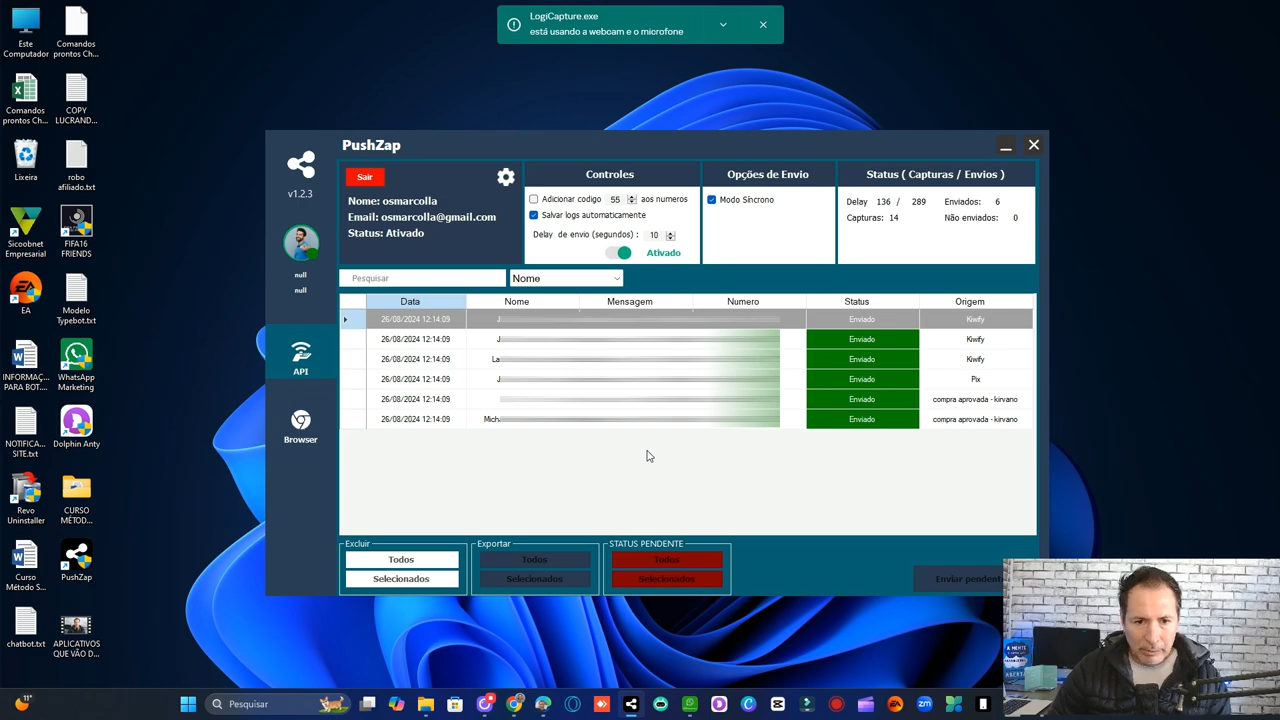 LogiCapture.exe
está usando a webcam e o microfone
Este
Computador
Comandos
prontos Ch...
Comandos
prontos Ch...
COPY
LUCRAND...
Lixeira
robo
afiliado.txt
Sicoobnet
Empresarial
FIFA16
FRIENDS
EA
Modelo
Typebot.txt
INFORMAÇ...
PARA BOT....
WhatsApp
Marketing
NOTIFICA...
SITE.txt
Dolphin Anty
Revo
Uninstaller
CURSO
MÉTOD...
Curso
Método S...
PushZap
chatbot.txt
APLICATIVOS
QUE VÃO D...
PushZap
v1.2.3
null
null
API
Browser
Sair
Nome: osmarcolla
Email: osmarcolla@gmail.com
Status: Ativado
Controles
Adicionar codigo 55 aos numeros
Salvar logs automaticamente
Delay de envio (segundos) : 10
Ativado
Opções de Envio
Modo Síncrono
Status ( Capturas / Envios )
Delay 136 / 289 Enviados: 6
Capturas: 14 Não enviados: 0
Pesquisar
Nome
Data Nome Mensagem Numero Status Origem
26/08/2024 12:14:09 J Enviado Kiwify
26/08/2024 12:14:09 J Enviado Kiwify
26/08/2024 12:14:09 La Enviado Kiwify
26/08/2024 12:14:09 J Enviado Pix
26/08/2024 12:14:09 Enviado compra aprovada - kirvano
26/08/2024 12:14:09 Mich Enviado compra aprovada - kirvano
Excluir
Todos
Selecionados
Exportar
Todos
Selecionados
STATUS PENDENTE
Todos
Selecionados
Enviar pendent
A MENTE
11°
Pesquisar
zm